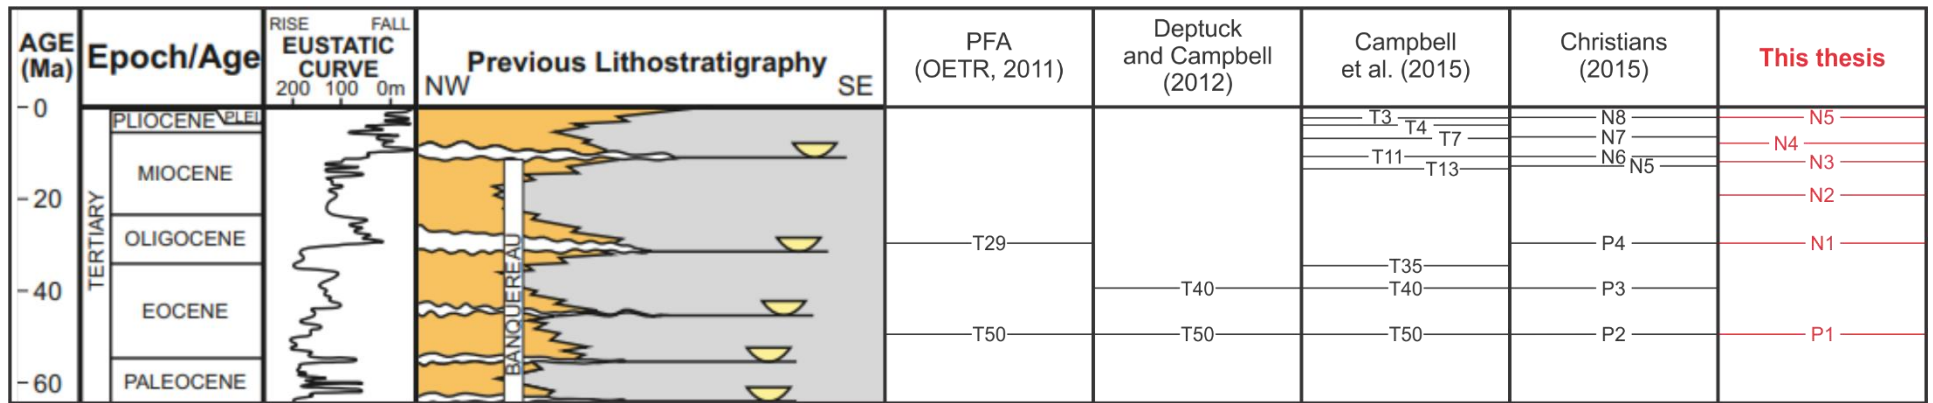 AGE
(Ma)
Epoch/Age
RISE FALL
EUSTATIC
CURVE
200 100 0m
Previous Lithostratigraphy
NW SE
PFA
(OETR, 2011)
Deptuck
and Campbell
(2012)
Campbell
et al. (2015)
Christians
(2015)
This thesis
0
20
40
60
TERTIARY
PLIOCENE PLEI
MIOCENE
OLIGOCENE
EOCENE
PALEOCENE
BANQUEREAU
T29
T50
T40
T50
T3
T4
T7
T11
T13
T35
T40
T50
N8
N7
N6
N5
P4
P3
P2
N5
N4
N3
N2
N1
P1